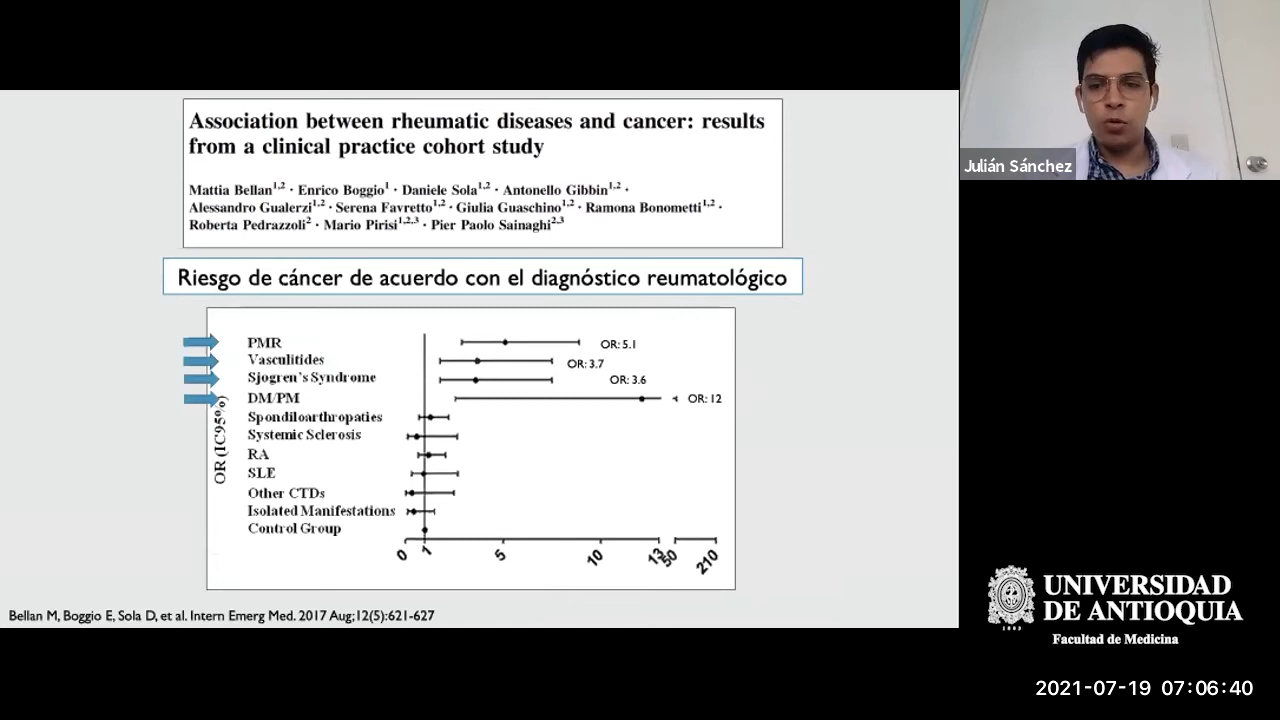 Association between rheumatic diseases and cancer: results
from a clinical practice cohort study
Mattia Bellan1,2 · Enrico Boggio1 · Daniele Sola1,2 · Antonello Gibbin1,2 ·
Alessandro Gualerzi1,2 · Serena Favretto1,2 · Giulia Guaschino1,2 · Ramona Bonometti1,2 ·
Roberta Pedrazzoli2 · Mario Pirisi1,2,3 · Pier Paolo Sainaghi2,3
Riesgo de cáncer de acuerdo con el diagnóstico reumatológico
OR (IC95%)
PMR OR: 5.1
Vasculitides OR: 3.7
Sjogren's Syndrome OR: 3.6
DM/PM OR: 12
Spondiloarthropaties
Systemic Sclerosis
RA
SLE
Other CTDs
Isolated Manifestations
Control Group
0 1 5 10 13 50 210
Bellan M, Boggio E, Sola D, et al. Intern Emerg Med. 2017 Aug;12(5):621-627
Julián Sánchez
1803
UNIVERSIDAD
DE ANTIOQUIA
Facultad de Medicina
2021-07-19 07:06:40